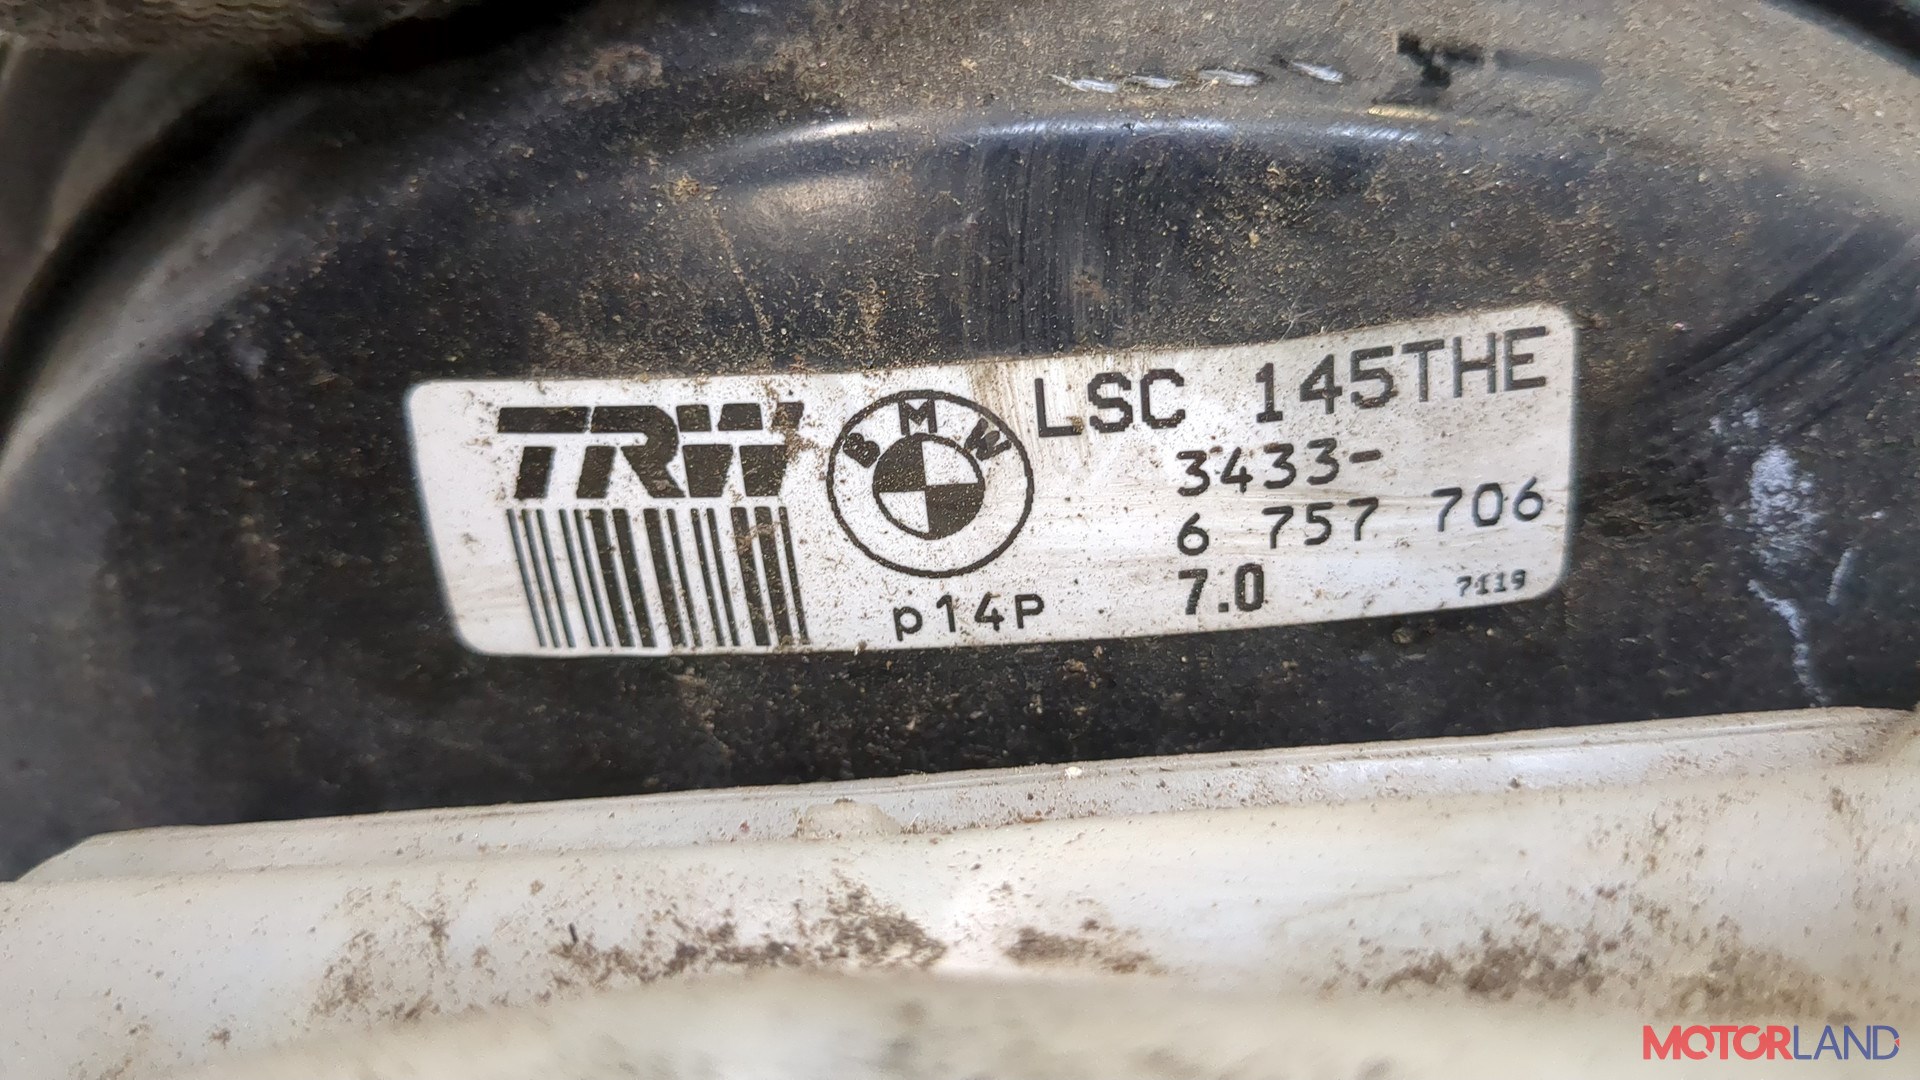 TRW
BMW
LSC 145THE
3433-
6 757 706
p14P
7.0
7119
MOTORLAND